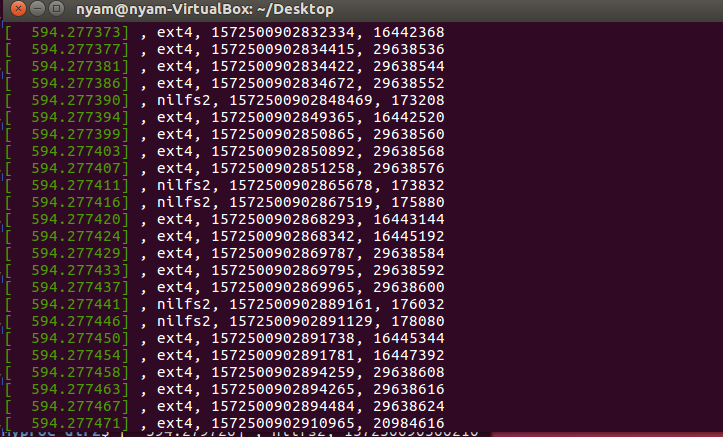 nyam@nyam-VirtualBox: ~/Desktop
[  594.277373] , ext4, 1572500902832334, 16442368
[  594.277377] , ext4, 1572500902834415, 29638536
[  594.277381] , ext4, 1572500902834422, 29638544
[  594.277386] , ext4, 1572500902834672, 29638552
[  594.277390] , nilfs2, 1572500902848469, 173208
[  594.277394] , ext4, 1572500902849365, 16442520
[  594.277399] , ext4, 1572500902850865, 29638560
[  594.277403] , ext4, 1572500902850892, 29638568
[  594.277407] , ext4, 1572500902851258, 29638576
[  594.277411] , nilfs2, 1572500902865678, 173832
[  594.277416] , nilfs2, 1572500902867519, 175880
[  594.277420] , ext4, 1572500902868293, 16443144
[  594.277424] , ext4, 1572500902868342, 16445192
[  594.277429] , ext4, 1572500902869787, 29638584
[  594.277433] , ext4, 1572500902869795, 29638592
[  594.277437] , ext4, 1572500902869965, 29638600
[  594.277441] , nilfs2, 1572500902889161, 176032
[  594.277446] , nilfs2, 1572500902891129, 178080
[  594.277450] , ext4, 1572500902891738, 16445344
[  594.277454] , ext4, 1572500902891781, 16447392
[  594.277458] , ext4, 1572500902894259, 29638608
[  594.277463] , ext4, 1572500902894265, 29638616
[  594.277467] , ext4, 1572500902894484, 29638624
[  594.277471] , ext4, 1572500902910965, 20984616